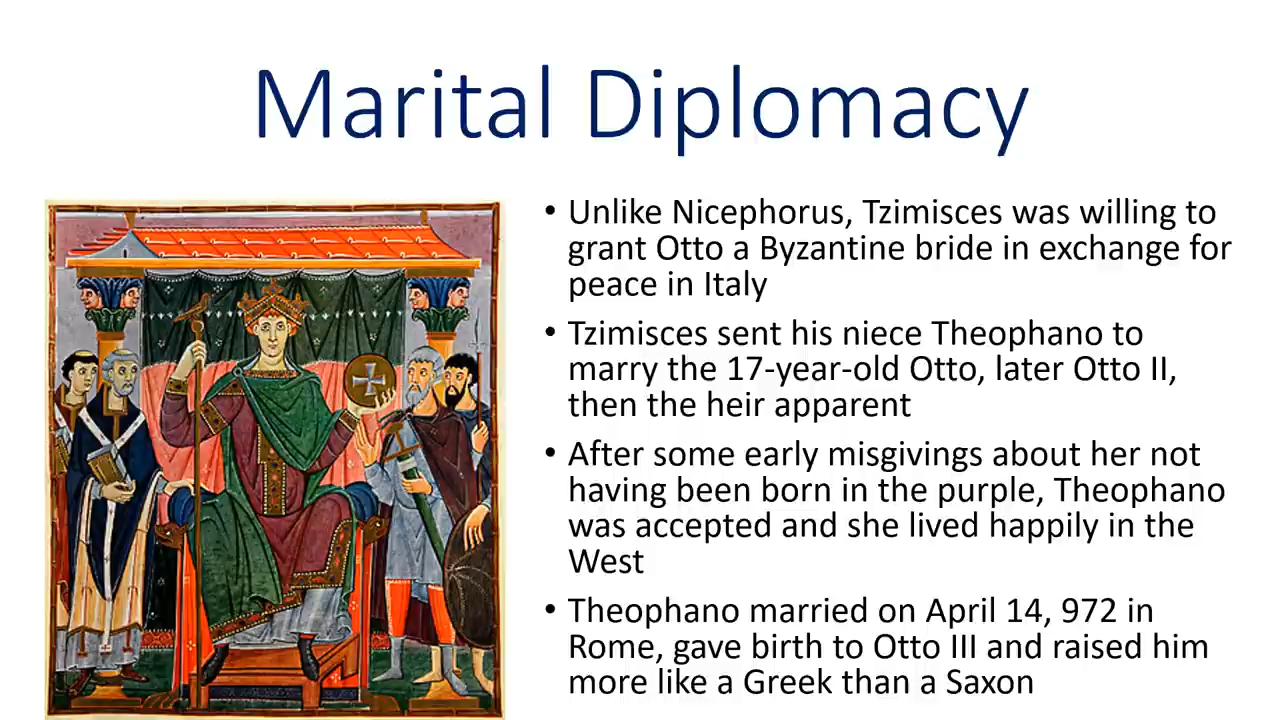 Marital Diplomacy
• Unlike Nicephorus, Tzimisces was willing to
grant Otto a Byzantine bride in exchange for
peace in Italy
• Tzimisces sent his niece Theophano to
marry the 17-year-old Otto, later Otto II,
then the heir apparent
• After some early misgivings about her not
having been born in the purple, Theophano
was accepted and she lived happily in the
West
• Theophano married on April 14, 972 in
Rome, gave birth to Otto III and raised him
more like a Greek than a Saxon